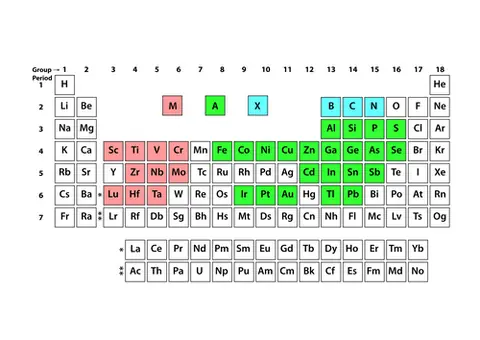 Group → 1 2 3 4 5 6 7 8 9 10 11 12 13 14 15 16 17 18
Period
1 H He
2 Li Be M A X B C N O F Ne
3 Na Mg Al Si P S Cl Ar
4 K Ca Sc Ti V Cr Mn Fe Co Ni Cu Zn Ga Ge As Se Br Kr
5 Rb Sr Y Zr Nb Mo Tc Ru Rh Pd Ag Cd In Sn Sb Te I Xe
6 Cs Ba * Lu Hf Ta W Re Os Ir Pt Au Hg Tl Pb Bi Po At Rn
7 Fr Ra ** Lr Rf Db Sg Bh Hs Mt Ds Rg Cn Nh Fl Mc Lv Ts Og
* La Ce Pr Nd Pm Sm Eu Gd Tb Dy Ho Er Tm Yb
** Ac Th Pa U Np Pu Am Cm Bk Cf Es Fm Md No